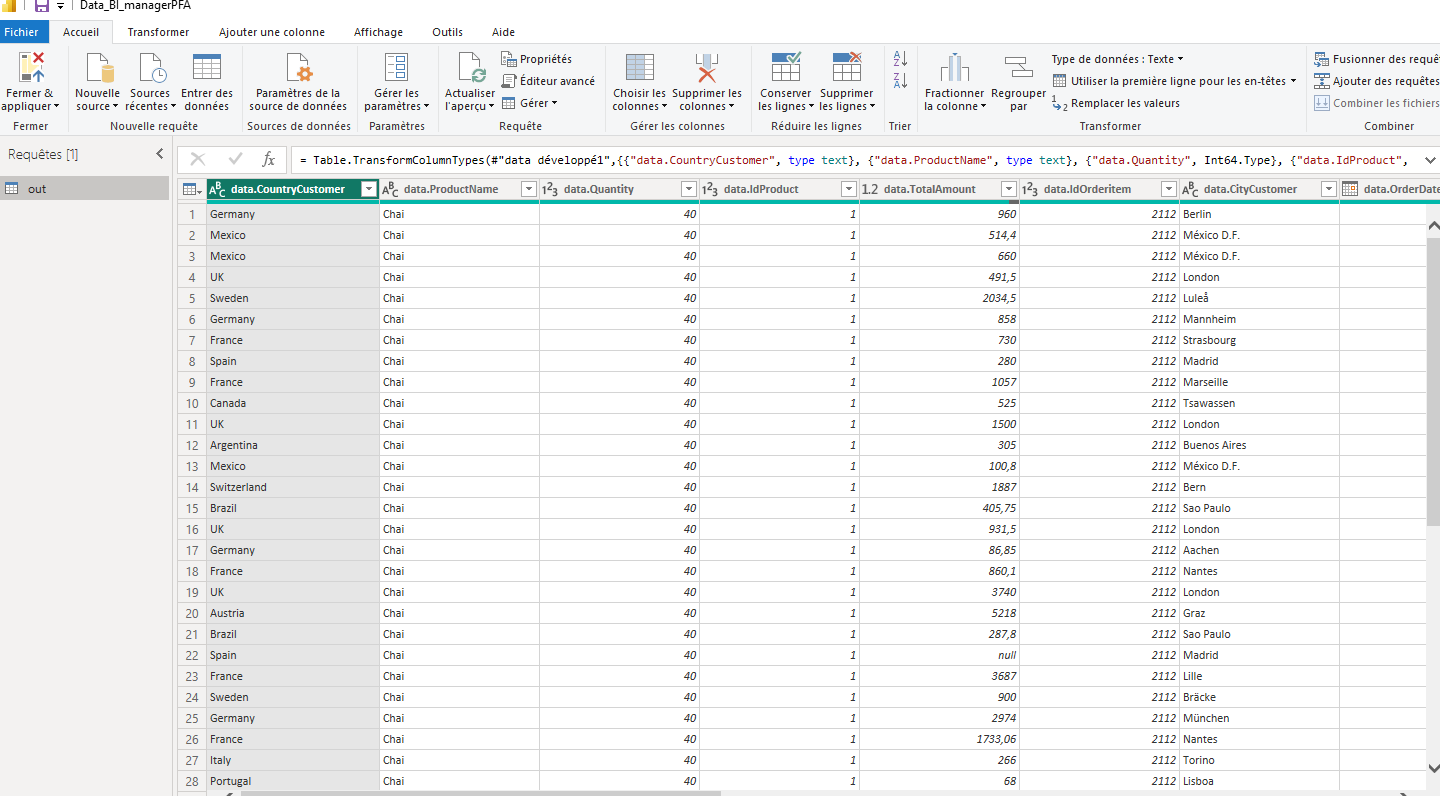 Data_BI_managerPFA
Fichier Accueil Transformer Ajouter une colonne Affichage Outils Aide
Fermer & appliquer
Nouvelle source
Sources récentes
Entrer des données
Paramètres de la source de données
Gérer les paramètres
Actualiser l'aperçu
Propriétés
Éditeur avancé
Gérer
Choisir les colonnes
Supprimer les colonnes
Conserver les lignes
Supprimer les lignes
Fractionner la colonne
Regrouper par
Type de données : Texte
Utiliser la première ligne pour les en-têtes
Remplacer les valeurs
Fusionner des requê
Ajouter des requêtes
Combiner les fichiers
Fermer Nouvelle requête Sources de données Paramètres Requête Gérer les colonnes Réduire les lignes Trier Transformer Combiner
Requêtes [1]
out
fx = Table.TransformColumnTypes(#"data développé1",{{"data.CountryCustomer", type text}, {"data.ProductName", type text}, {"data.Quantity", Int64.Type}, {"data.IdProduct",
ABC data.CountryCustomer ABC data.ProductName 123 data.Quantity 123 data.IdProduct 1.2 data.TotalAmount 123 data.IdOrderitem ABC data.CityCustomer data.OrderDate
1 Germany Chai 40 1 960 2112 Berlin
2 Mexico Chai 40 1 514,4 2112 México D.F.
3 Mexico Chai 40 1 660 2112 México D.F.
4 UK Chai 40 1 491,5 2112 London
5 Sweden Chai 40 1 2034,5 2112 Luleå
6 Germany Chai 40 1 858 2112 Mannheim
7 France Chai 40 1 730 2112 Strasbourg
8 Spain Chai 40 1 280 2112 Madrid
9 France Chai 40 1 1057 2112 Marseille
10 Canada Chai 40 1 525 2112 Tsawassen
11 UK Chai 40 1 1500 2112 London
12 Argentina Chai 40 1 305 2112 Buenos Aires
13 Mexico Chai 40 1 100,8 2112 México D.F.
14 Switzerland Chai 40 1 1887 2112 Bern
15 Brazil Chai 40 1 405,75 2112 Sao Paulo
16 UK Chai 40 1 931,5 2112 London
17 Germany Chai 40 1 86,85 2112 Aachen
18 France Chai 40 1 860,1 2112 Nantes
19 UK Chai 40 1 3740 2112 London
20 Austria Chai 40 1 5218 2112 Graz
21 Brazil Chai 40 1 287,8 2112 Sao Paulo
22 Spain Chai 40 1 null 2112 Madrid
23 France Chai 40 1 3687 2112 Lille
24 Sweden Chai 40 1 900 2112 Bräcke
25 Germany Chai 40 1 2974 2112 München
26 France Chai 40 1 1733,06 2112 Nantes
27 Italy Chai 40 1 266 2112 Torino
28 Portugal Chai 40 1 68 2112 Lisboa